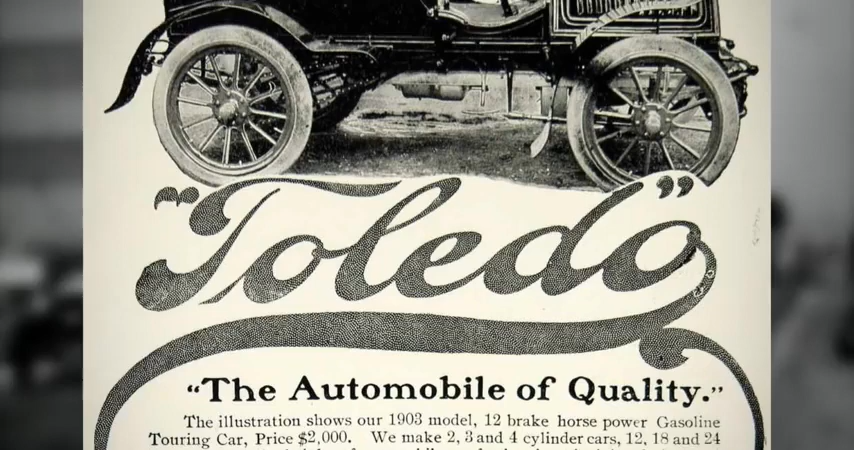 "Toledo"
"The Automobile of Quality."
The illustration shows our 1903 model, 12 brake horse power Gasoline
Touring Car, Price $2,000. We make 2, 3 and 4 cylinder cars, 12, 18 and 24